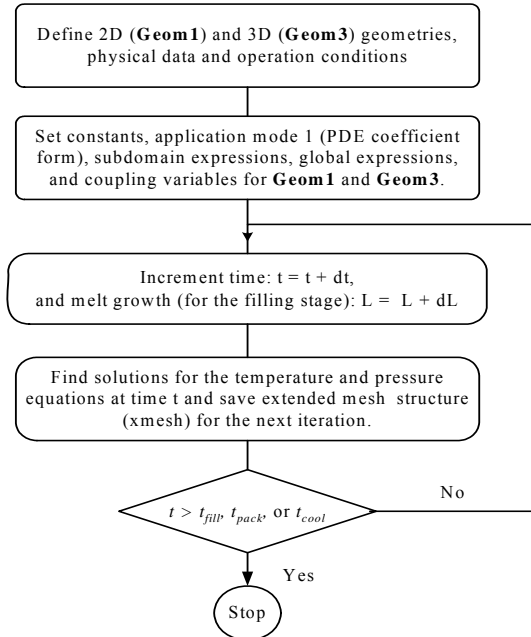 Define 2D (Geom1) and 3D (Geom3) geometries,
physical data and operation conditions
Set constants, application mode 1 (PDE coefficient
form), subdomain expressions, global expressions,
and coupling variables for Geom1 and Geom3.
Increment time: t = t + dt,
and melt growth (for the filling stage): L = L + dL
Find solutions for the temperature and pressure
equations at time t and save extended mesh structure
(xmesh) for the next iteration.
t > t_fill, t_pack, or t_cool
No
Yes
Stop